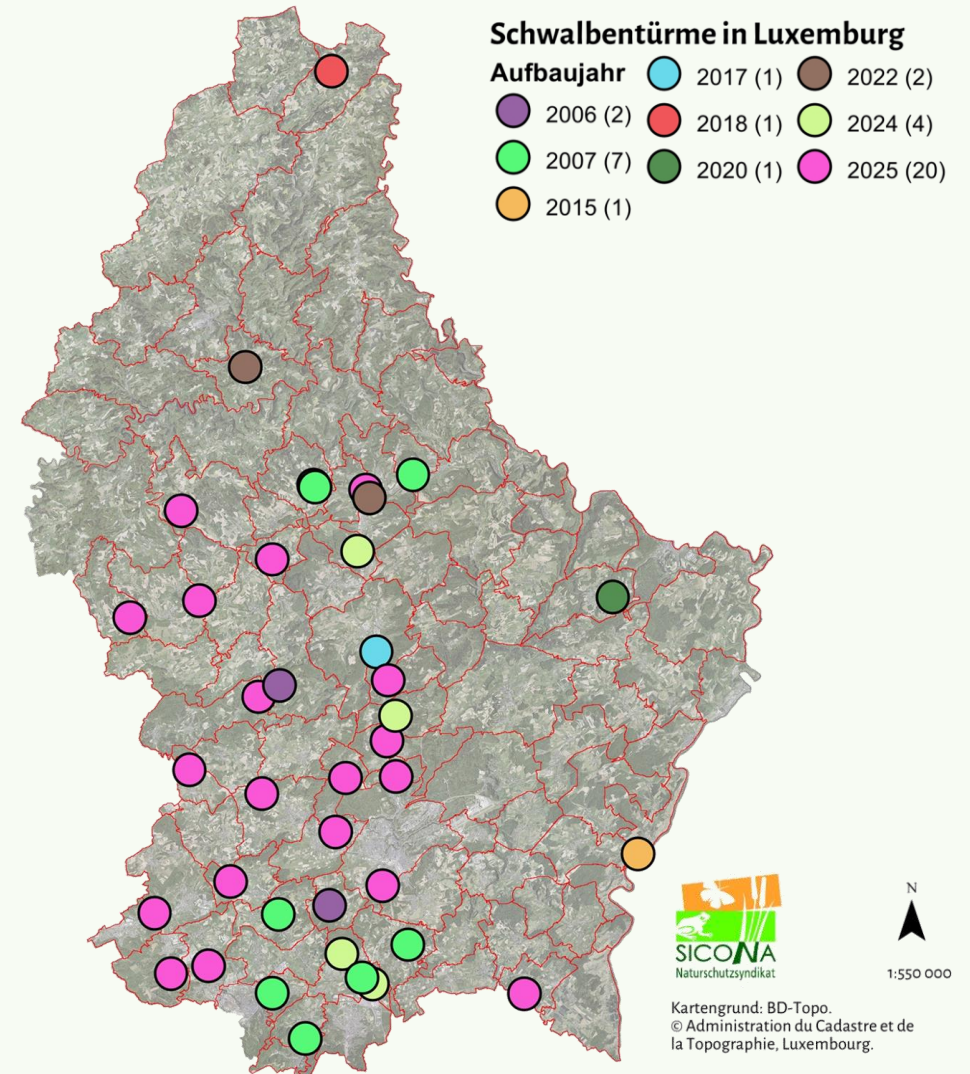 Schwalbentürme in Luxemburg
Aufbaujahr
2006 (2)
2007 (7)
2015 (1)
2017 (1)
2018 (1)
2020 (1)
2022 (2)
2024 (4)
2025 (20)
SICONA
Naturschutzsyndikat
N
1:550 000
Kartengrund: BD-Topo.
© Administration du Cadastre et de
la Topographie, Luxembourg.